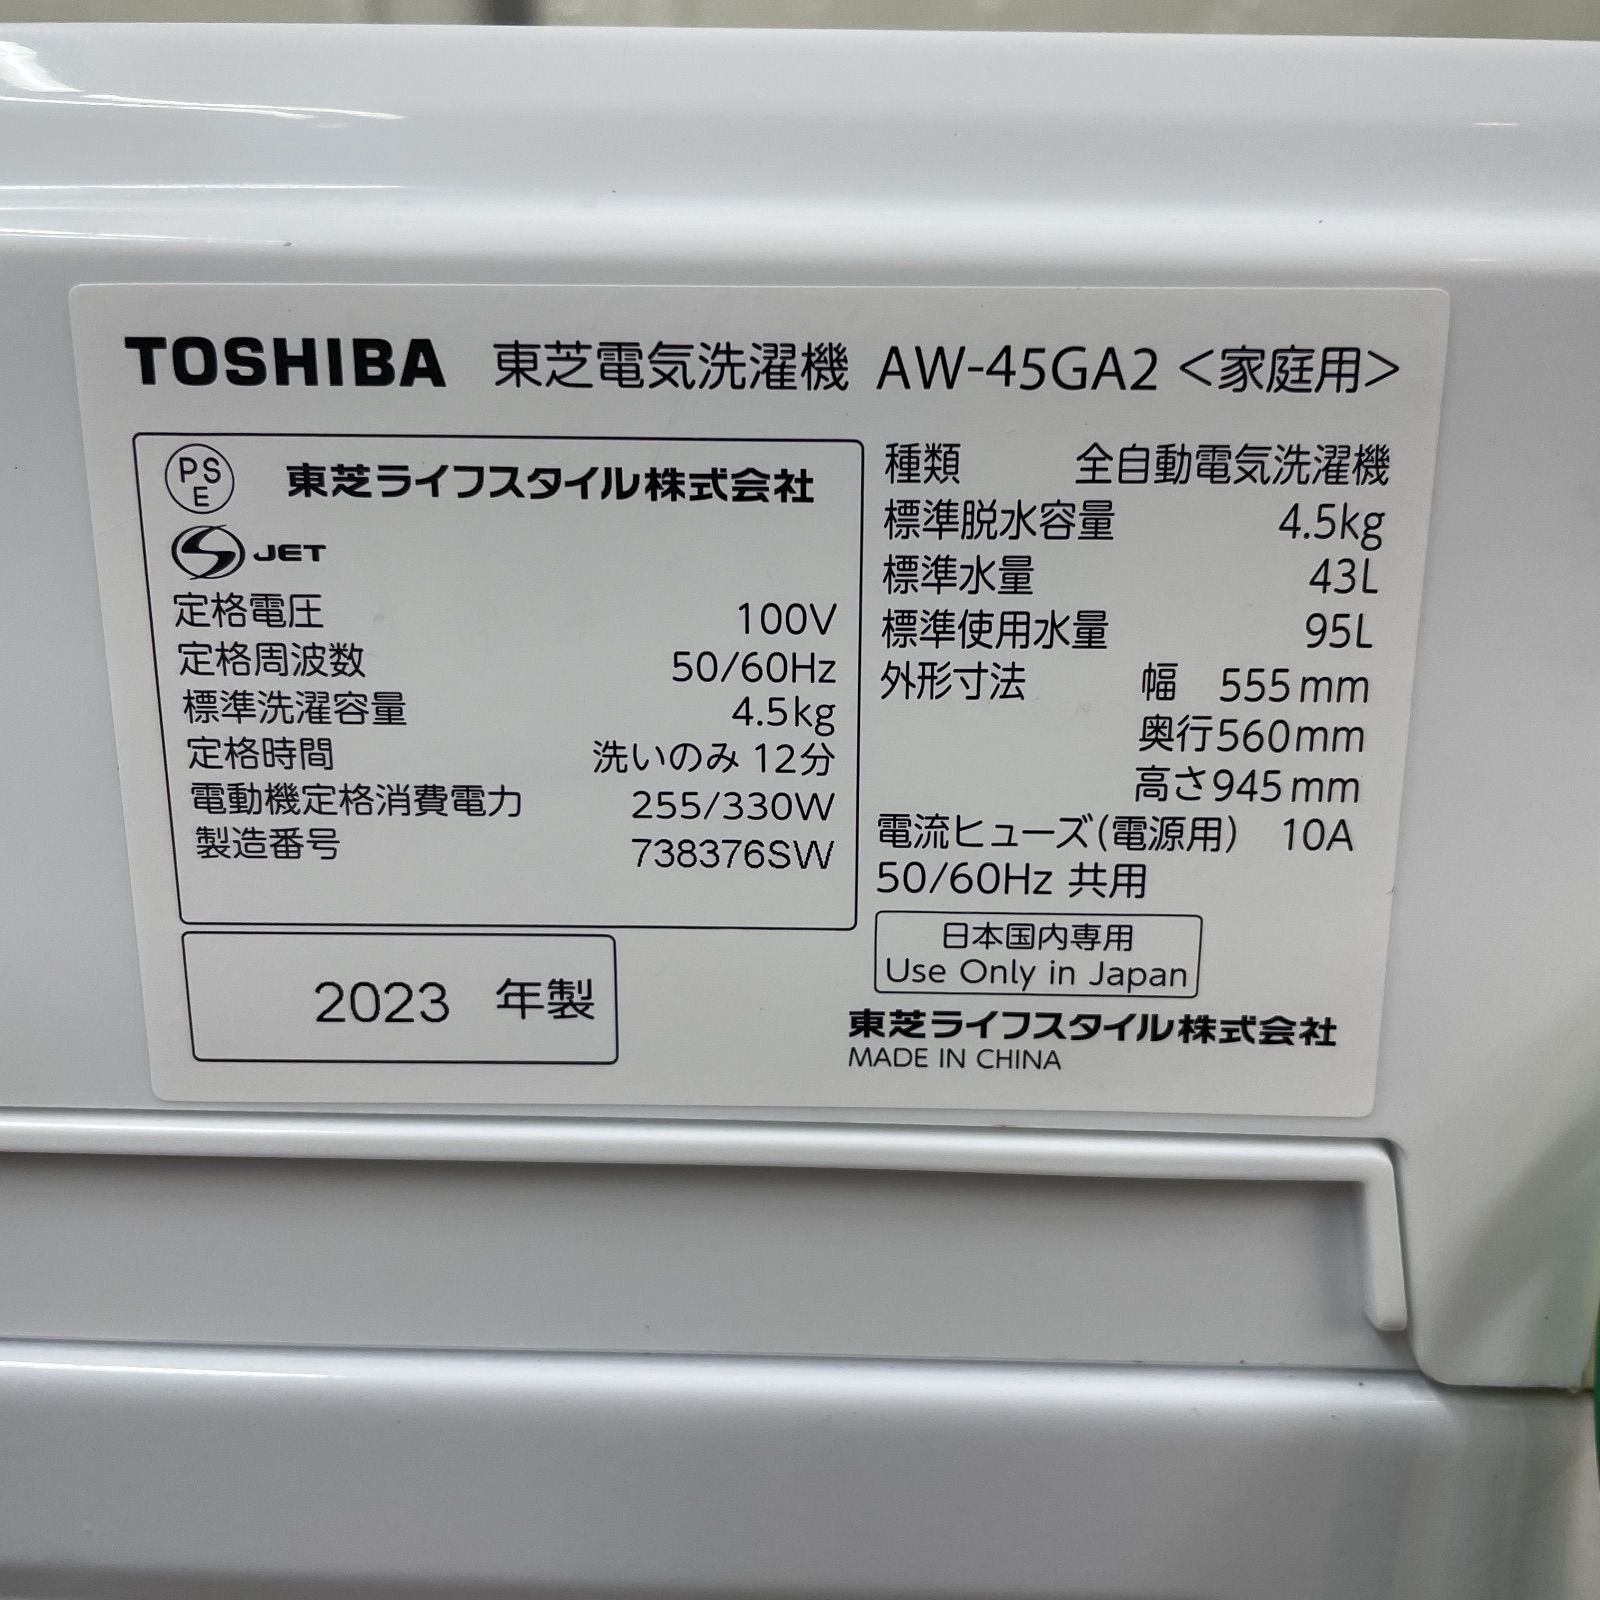 TOSHIBA 東芝電気洗濯機 AW-45GA2 <家庭用>
PS
E
東芝ライフスタイル株式会社
S JET
定格電圧 100V
定格周波数 50/60Hz
標準洗濯容量 4.5kg
定格時間 洗いのみ 12分
電動機定格消費電力 255/330W
製造番号 738376SW
2023 年製
種類 全自動電気洗濯機
標準脱水容量 4.5kg
標準水量 43L
標準使用水量 95L
外形寸法 幅 555mm
奥行560mm
高さ945mm
電流ヒューズ(電源用) 10A
50/60Hz 共用
日本国内専用
Use Only in Japan
東芝ライフスタイル株式会社
MADE IN CHINA